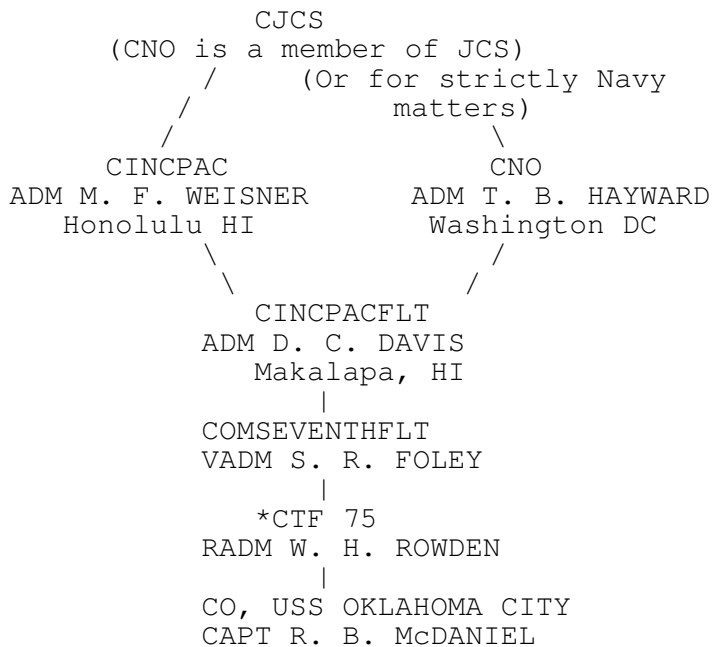 CJCS
(CNO is a member of JCS)
/ (Or for strictly Navy
/ matters)
/ \
CINCPAC CNO
ADM M. F. WEISNER ADM T. B. HAYWARD
Honolulu HI Washington DC
\ /
\ /
CINCPACFLT
ADM D. C. DAVIS
Makalapa, HI
|
COMSEVENTHFLT
VADM S. R. FOLEY
|
*CTF 75
RADM W. H. ROWDEN
|
CO, USS OKLAHOMA CITY
CAPT R. B. McDANIEL